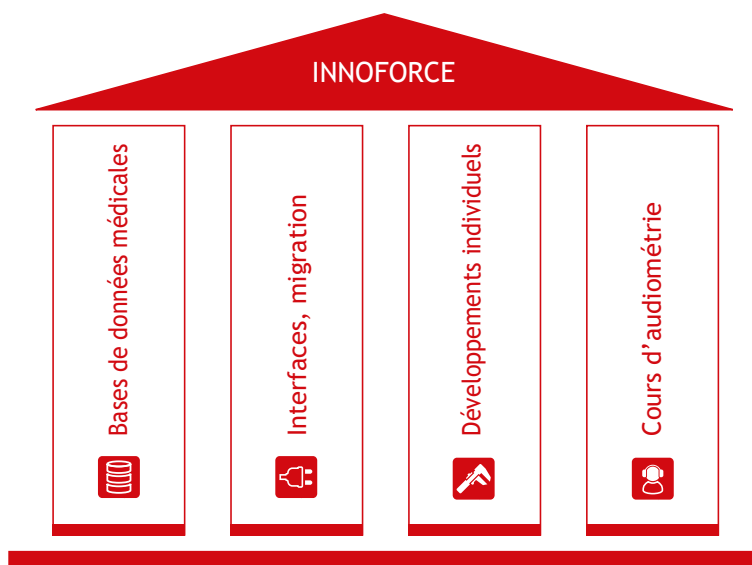 INNOFORCE
Bases de données médicales
Interfaces, migration
Développements individuels
Cours d’audiométrie